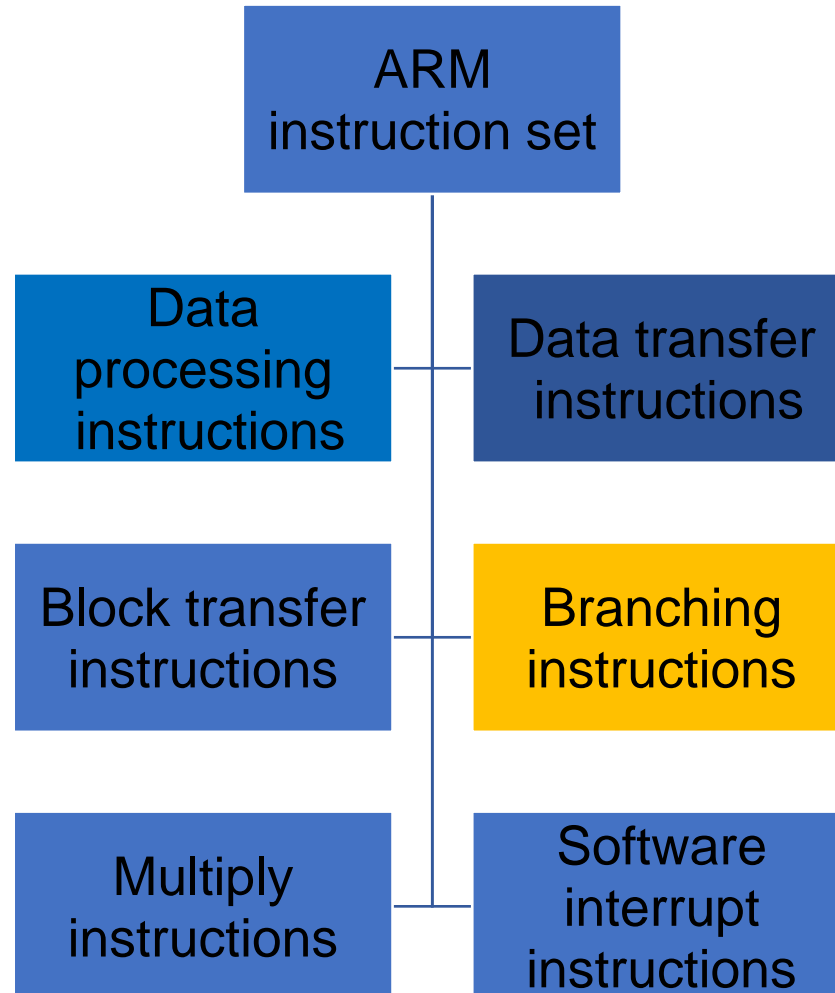 ARM
instruction set
Data
processing
instructions
Data transfer
instructions
Block transfer
instructions
Branching
instructions
Multiply
instructions
Software
interrupt
instructions